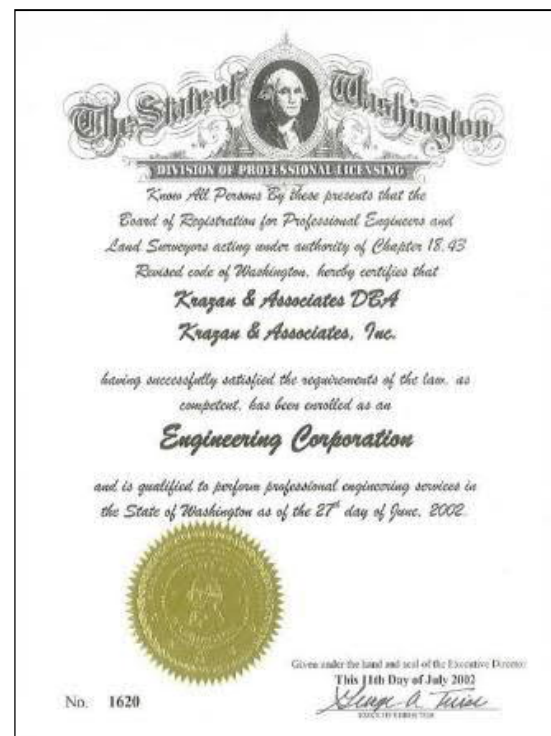 The State of Washington
DIVISION OF PROFESSIONAL LICENSING
Know All Persons By these presents that the
Board of Registration for Professional Engineers and
Land Surveyors acting under authority of Chapter 18.43
Revised code of Washington, hereby certifies that
Krazan & Associates DBA
Krazan & Associates, Inc.
having successfully satisfied the requirements of the law, as
competent, has been enrolled as an
Engineering Corporation
and is qualified to perform professional engineering services in
the State of Washington as of the 27th day of June, 2002
Given under the hand and seal of the Executive Director
This 11th Day of July 2002
No. 1620
George A.
EXECUTIVE DIRECTOR